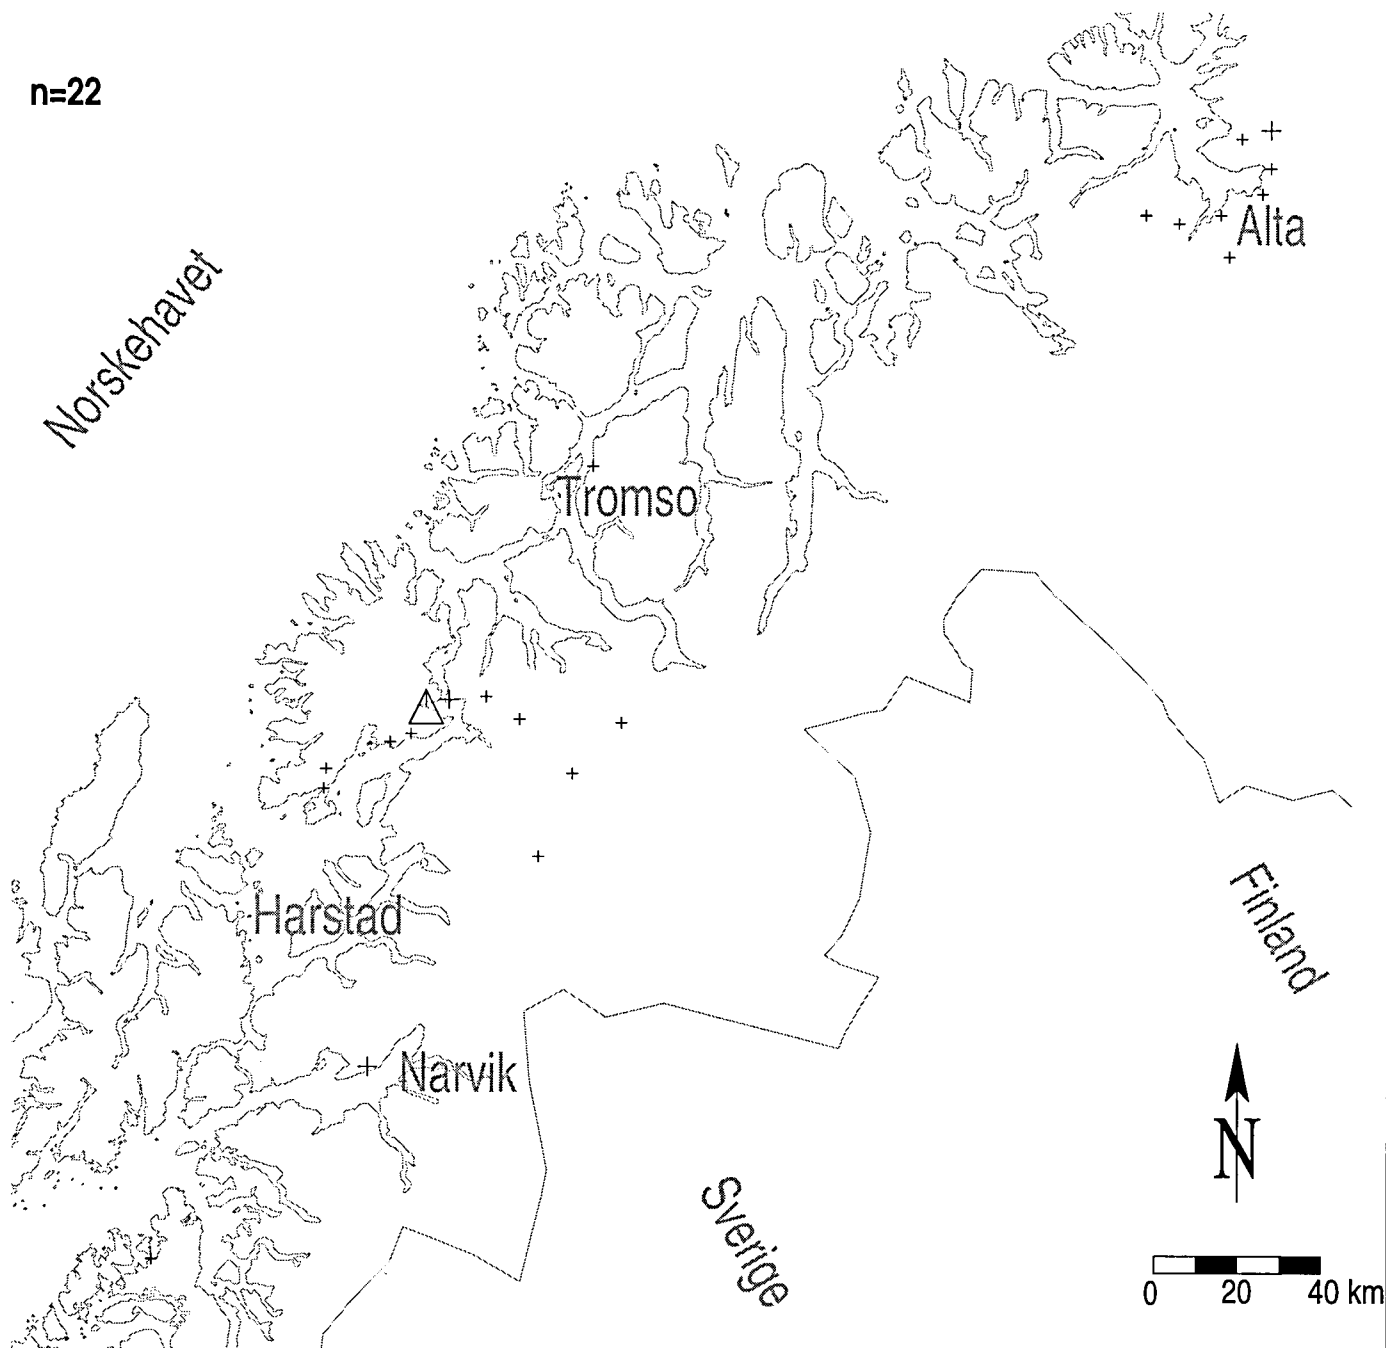 n=22
Alta
Norskehavet
Tromso
Harstad
Finland
Narvik
N
Sverige
0 20 40 km